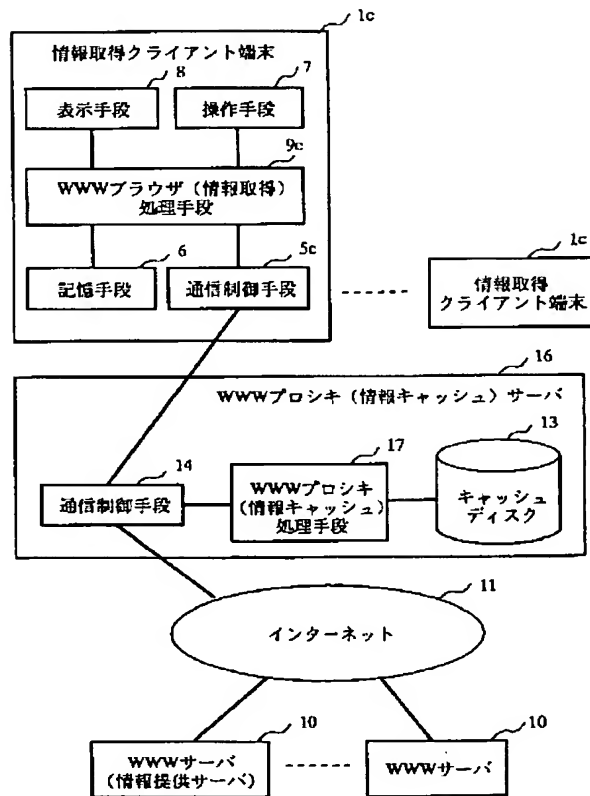 1c
情報取得クライアント端末
8
7
表示手段
操作手段
9c
WWWブラウザ（情報取得）
処理手段
6
5c
記憶手段
通信制御手段
1c
情報取得
クライアント端末
16
WWWプロシキ（情報キャッシュ）サーバ
13
17
14
通信制御手段
WWWプロシキ
（情報キャッシュ）
処理手段
キャッシュ
ディスク
11
インターネット
10
10
WWWサーバ
（情報提供サーバ）
WWWサーバ